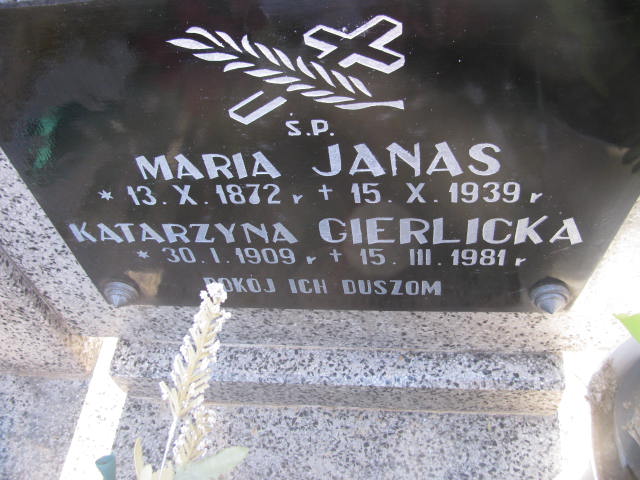 Ś.P.
MARIA JANAS
* 13.X.1872 r + 15.X.1939 r
KATARZYNA GIERLICKA
* 30.I.1909 r + 15.III.1981 r
POKÓJ ICH DUSZOM